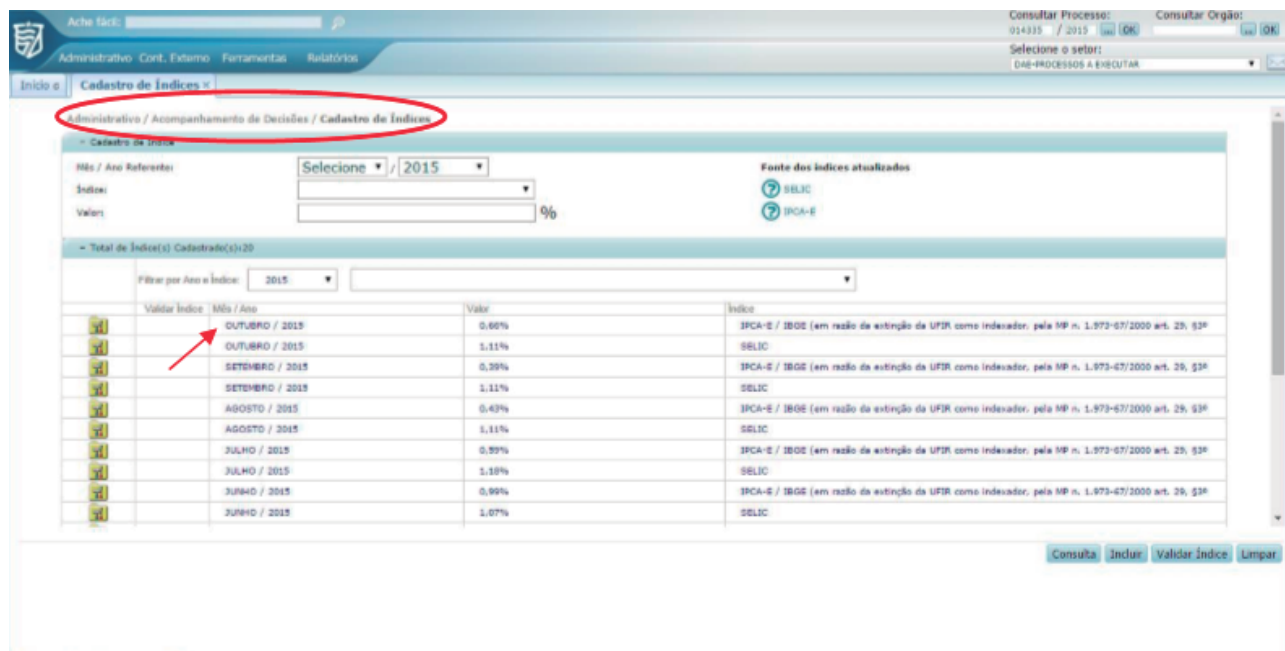 Consultar Processo: Consultar Orgão:
Ache fácil:
014335 / 2015 ... OK ... OK
Selecione o setor:
Administrativo Cont. Externo Ferramentas Relatórios
DAE-PROCESSOS A EXECUTAR
Início Cadastro de Índices ×
Administrativo / Acompanhamento de Decisões / Cadastro de Índices
- Cadastro de Índice
Mês / Ano Referente: Selecione / 2015 Fonte dos índices atualizados
Índice: ? SELIC
Valor: % ? IPCA-E
- Total de Índice(s) Cadastrado(s):20
Filtrar por Ano e Índice: 2015
Validar Índice Mês / Ano Valor Índice
OUTUBRO / 2015 0,66% IPCA-E / IBGE (em razão da extinção da UFIR como indexador, pela MP n. 1.973-67/2000 art. 29, §3º
OUTUBRO / 2015 1,11% SELIC
SETEMBRO / 2015 0,39% IPCA-E / IBGE (em razão da extinção da UFIR como indexador, pela MP n. 1.973-67/2000 art. 29, §3º
SETEMBRO / 2015 1,11% SELIC
AGOSTO / 2015 0,43% IPCA-E / IBGE (em razão da extinção da UFIR como indexador, pela MP n. 1.973-67/2000 art. 29, §3º
AGOSTO / 2015 1,11% SELIC
JULHO / 2015 0,59% IPCA-E / IBGE (em razão da extinção da UFIR como indexador, pela MP n. 1.973-67/2000 art. 29, §3º
JULHO / 2015 1,18% SELIC
JUNHO / 2015 0,99% IPCA-E / IBGE (em razão da extinção da UFIR como indexador, pela MP n. 1.973-67/2000 art. 29, §3º
JUNHO / 2015 1,07% SELIC
Consulta Incluir Validar Índice Limpar